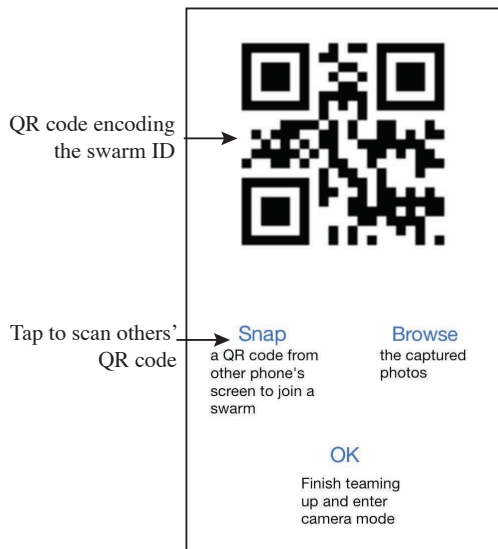 QR code encoding
the swarm ID
Tap to scan others’
QR code
Snap
a QR code from
other phone's
screen to join a
swarm
Browse
the captured
photos
OK
Finish teaming
up and enter
camera mode